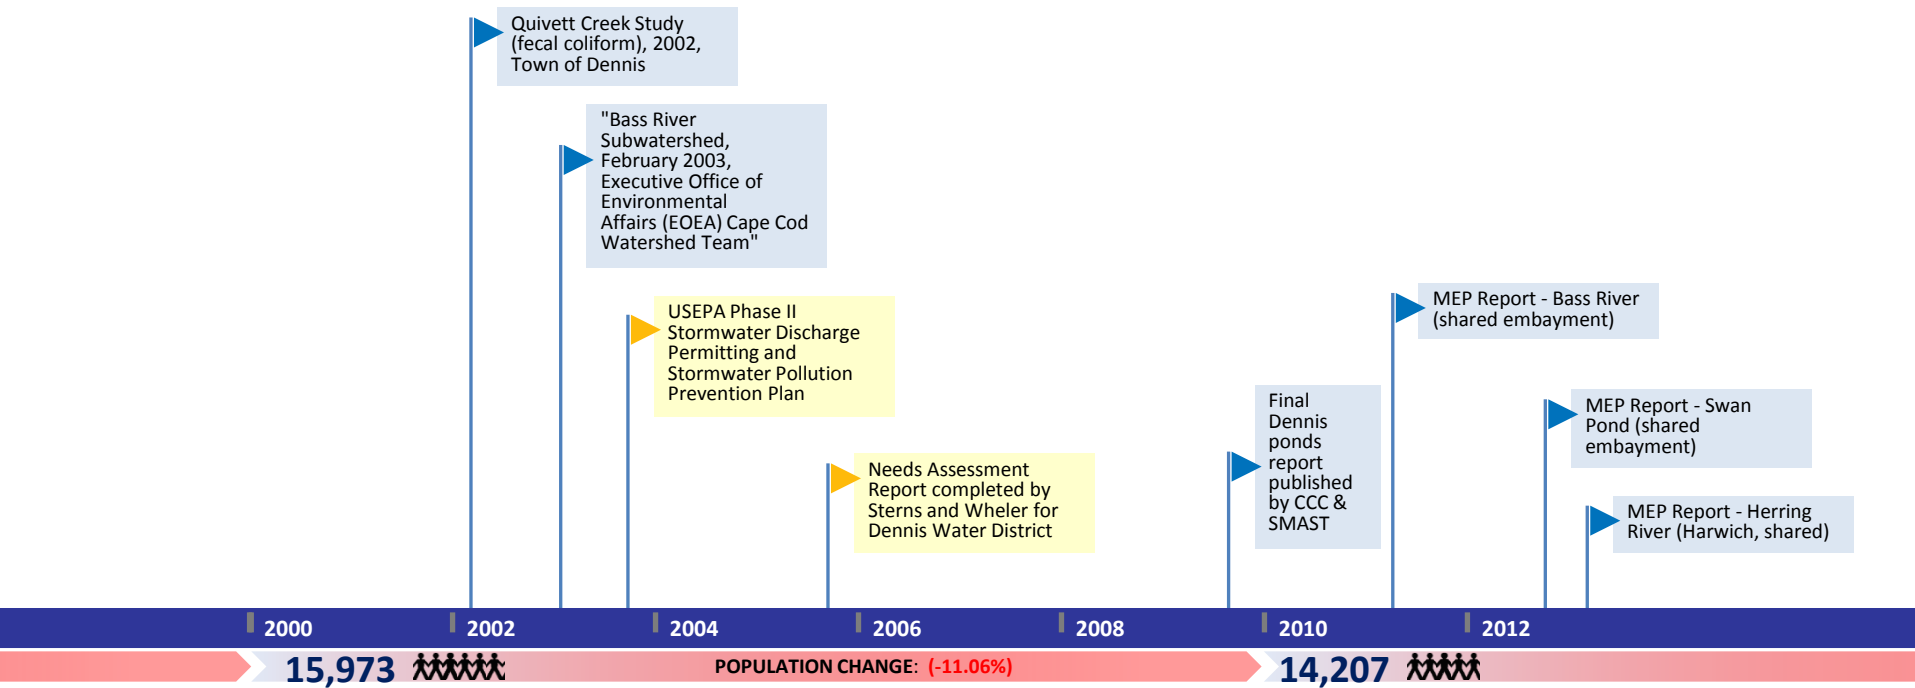 Quivett Creek Study
(fecal coliform), 2002,
Town of Dennis
"Bass River
Subwatershed,
February 2003,
Executive Office of
Environmental
Affairs (EOEA) Cape Cod
Watershed Team"
USEPA Phase II
Stormwater Discharge
Permitting and
Stormwater Pollution
Prevention Plan
Needs Assessment
Report completed by
Sterns and Wheler for
Dennis Water District
Final
Dennis
ponds
report
published
by CCC &
SMAST
MEP Report - Bass River
(shared embayment)
MEP Report - Swan
Pond (shared
embayment)
MEP Report - Herring
River (Harwich, shared)
2000 2002 2004 2006 2008 2010 2012
15,973 POPULATION CHANGE: (-11.06%) 14,207